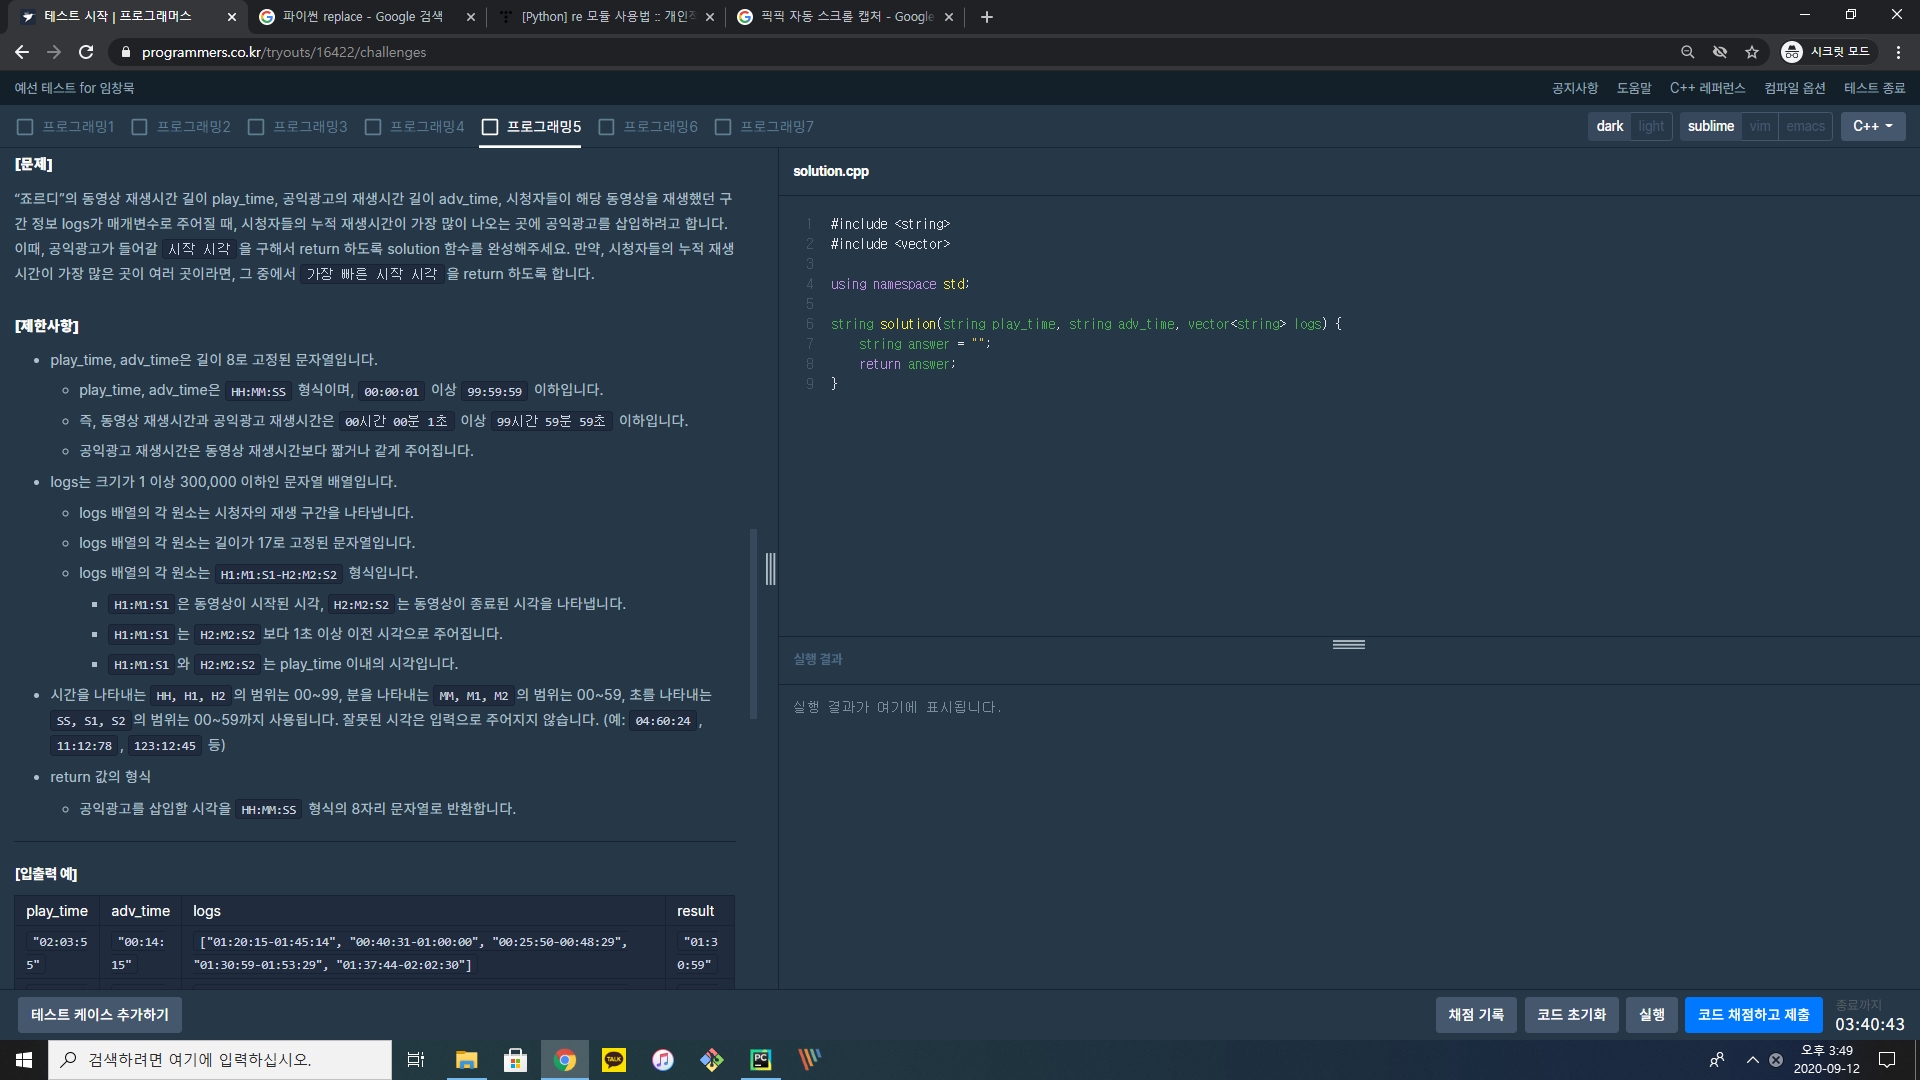 테스트 시작 | 프로그래머스
파이썬 replace - Google 검색
[Python] re 모듈 사용법 :: 개인적
픽픽 자동 스크롤 캡처 - Google
programmers.co.kr/tryouts/16422/challenges
시크릿 모드
예선 테스트 for 임창묵
공지사항 도움말 C++ 레퍼런스 컴파일 옵션 테스트 종료
프로그래밍1 프로그래밍2 프로그래밍3 프로그래밍4 프로그래밍5 프로그래밍6 프로그래밍7
dark light sublime vim emacs C++
[문제]
“죠르디”의 동영상 재생시간 길이 play_time, 공익광고의 재생시간 길이 adv_time, 시청자들이 해당 동영상을 재생했던 구
간 정보 logs가 매개변수로 주어질 때, 시청자들의 누적 재생시간이 가장 많이 나오는 곳에 공익광고를 삽입하려고 합니다.
이때, 공익광고가 들어갈 시작 시각 을 구해서 return 하도록 solution 함수를 완성해주세요. 만약, 시청자들의 누적 재생
시간이 가장 많은 곳이 여러 곳이라면, 그 중에서 가장 빠른 시작 시각 을 return 하도록 합니다.
[제한사항]
• play_time, adv_time은 길이 8로 고정된 문자열입니다.
play_time, adv_time은 HH:MM:SS 형식이며, 00:00:01 이상 99:59:59 이하입니다.
즉, 동영상 재생시간과 공익광고 재생시간은 00시간 00분 1초 이상 99시간 59분 59초 이하입니다.
공익광고 재생시간은 동영상 재생시간보다 짧거나 같게 주어집니다.
• logs는 크기가 1 이상 300,000 이하인 문자열 배열입니다.
logs 배열의 각 원소는 시청자의 재생 구간을 나타냅니다.
logs 배열의 각 원소는 길이가 17로 고정된 문자열입니다.
logs 배열의 각 원소는 H1:M1:S1-H2:M2:S2 형식입니다.
H1:M1:S1 은 동영상이 시작된 시각, H2:M2:S2 는 동영상이 종료된 시각을 나타냅니다.
H1:M1:S1 는 H2:M2:S2 보다 1초 이상 이전 시각으로 주어집니다.
H1:M1:S1 와 H2:M2:S2 는 play_time 이내의 시각입니다.
• 시간을 나타내는 HH, H1, H2 의 범위는 00~99, 분을 나타내는 MM, M1, M2 의 범위는 00~59, 초를 나타내는
SS, S1, S2 의 범위는 00~59까지 사용됩니다. 잘못된 시각은 입력으로 주어지지 않습니다. (예: 04:60:24 ,
11:12:78 , 123:12:45 등)
• return 값의 형식
공익광고를 삽입할 시각을 HH:MM:SS 형식의 8자리 문자열로 반환합니다.
[입출력 예]
play_time adv_time logs result
"02:03:5 "00:14: ["01:20:15-01:45:14", "00:40:31-01:00:00", "00:25:50-00:48:29", "01:3
5" 15" "01:30:59-01:53:29", "01:37:44-02:02:30"] 0:59"
solution.cpp
1 #include <string>
2 #include <vector>
3
4 using namespace std;
5
6 string solution(string play_time, string adv_time, vector<string> logs) {
7 string answer = "";
8 return answer;
9 }
실행 결과
실행 결과가 여기에 표시됩니다.
테스트 케이스 추가하기
채점 기록 코드 초기화 실행 코드 채점하고 제출
종료까지
03:40:43
검색하려면 여기에 입력하십시오.
TALK
PC
오후 3:49
2020-09-12